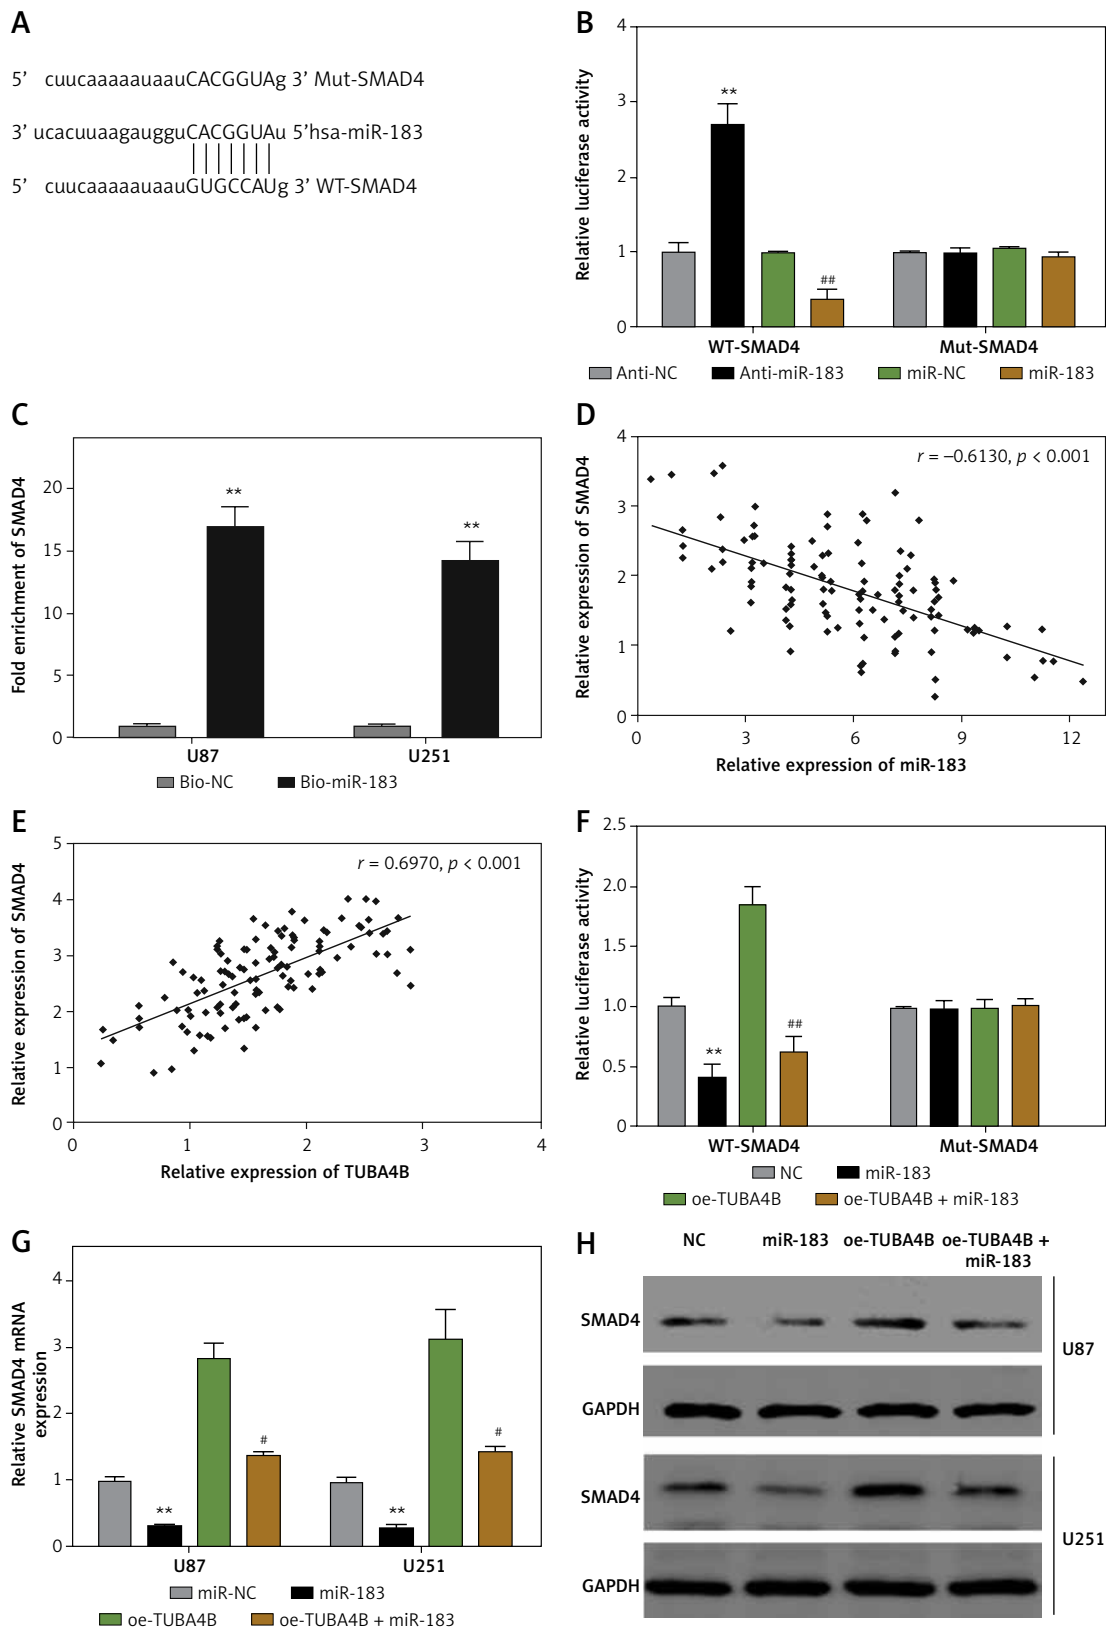 A
5’ cuucaaaaauaauCACGGUAg 3’ Mut-SMAD4
3’ ucacuuaagaugguCACGGUAu 5’hsa-miR-183
5’ cuucaaaaauaauGUGCCAUg 3’ WT-SMAD4
B
Relative luciferase activity
4
3
2
1
0
**
##
WT-SMAD4 Mut-SMAD4
Anti-NC Anti-miR-183 miR-NC miR-183
C
Fold enrichment of SMAD4
20
15
10
5
0
**
**
U87 U251
Bio-NC Bio-miR-183
D
Relative expression of SMAD4
4
3
2
1
0
r = –0.6130, p < 0.001
0 3 6 9 12
Relative expression of miR-183
E
Relative expression of SMAD4
5
4
3
2
1
0
r = 0.6970, p < 0.001
0 1 2 3 4
Relative expression of TUBA4B
F
Relative luciferase activity
2.5
2.0
1.5
1.0
0.5
0
**
##
WT-SMAD4 Mut-SMAD4
NC miR-183
oe-TUBA4B oe-TUBA4B + miR-183
G
Relative SMAD4 mRNA
expression
4
3
2
1
0
**
#
**
#
U87 U251
miR-NC miR-183
oe-TUBA4B oe-TUBA4B + miR-183
H
NC miR-183 oe-TUBA4B oe-TUBA4B +
miR-183
SMAD4
GAPDH
U87
SMAD4
GAPDH
U251